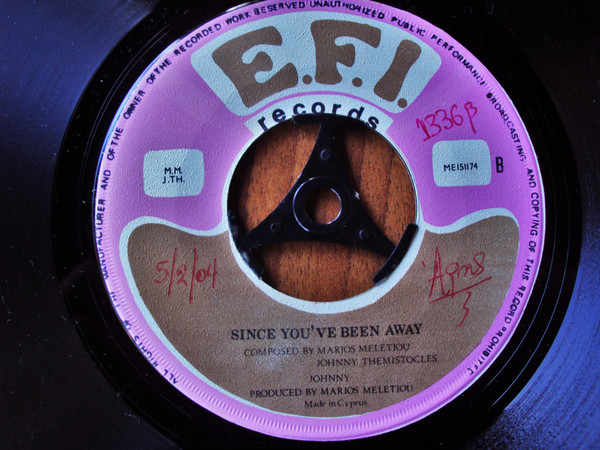 ALL RIGHTS OF THE MANUFACTURER AND OF THE OWNER OF THE RECORDED WORK RESERVED UNAUTHORIZED PUBLIC PERFORMANCE BROADCASTING AND COPYING OF THIS RECORD PROHIBITED
E.F.I.
records
1336β
M.M.
J.TH.
ME151174 B
5/2/04
SINCE YOU'VE BEEN AWAY
COMPOSED BY MARIOS MELETIOU
JOHNNY THEMISTOCLES
JOHNNY
PRODUCED BY MARIOS MELETIOU
Made in Cyprus